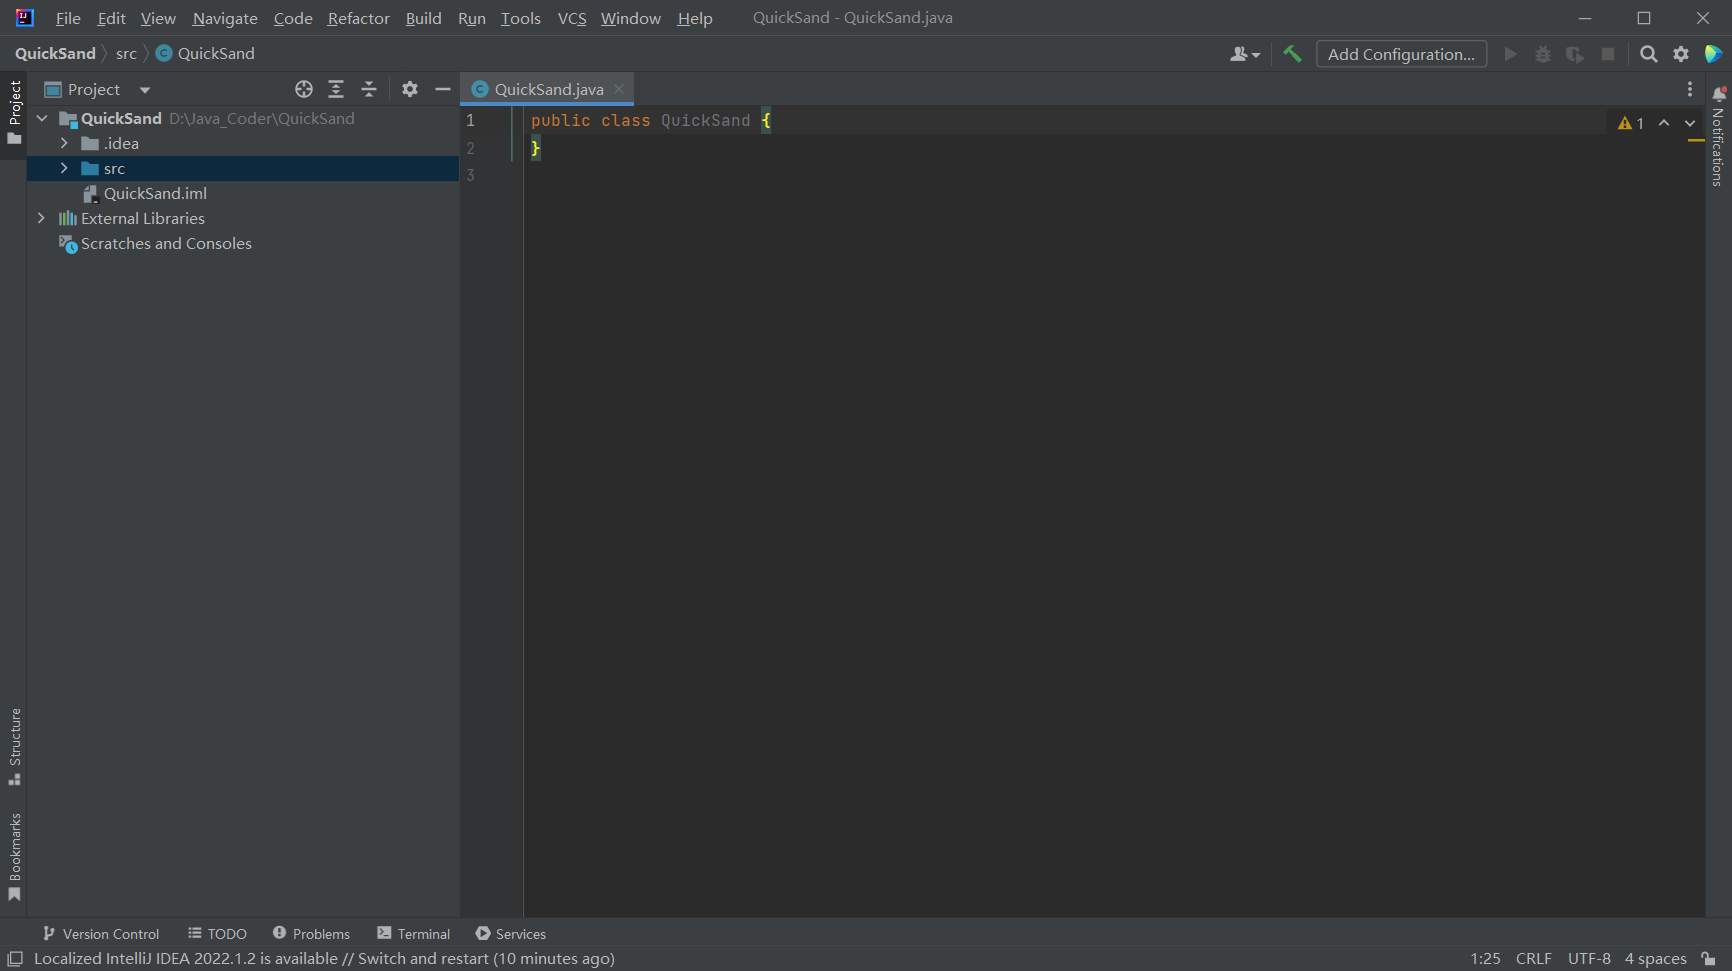 File Edit View Navigate Code Refactor Build Run Tools VCS Window Help QuickSand - QuickSand.java
QuickSand src QuickSand Add Configuration...
Project
Project
QuickSand.java
Notifications
QuickSand D:\Java_Coder\QuickSand
.idea
src
QuickSand.iml
External Libraries
Scratches and Consoles
1 public class QuickSand {
2 }
3
1
Structure
Bookmarks
Version Control TODO Problems Terminal Services
Localized IntelliJ IDEA 2022.1.2 is available // Switch and restart (10 minutes ago) 1:25 CRLF UTF-8 4 spaces